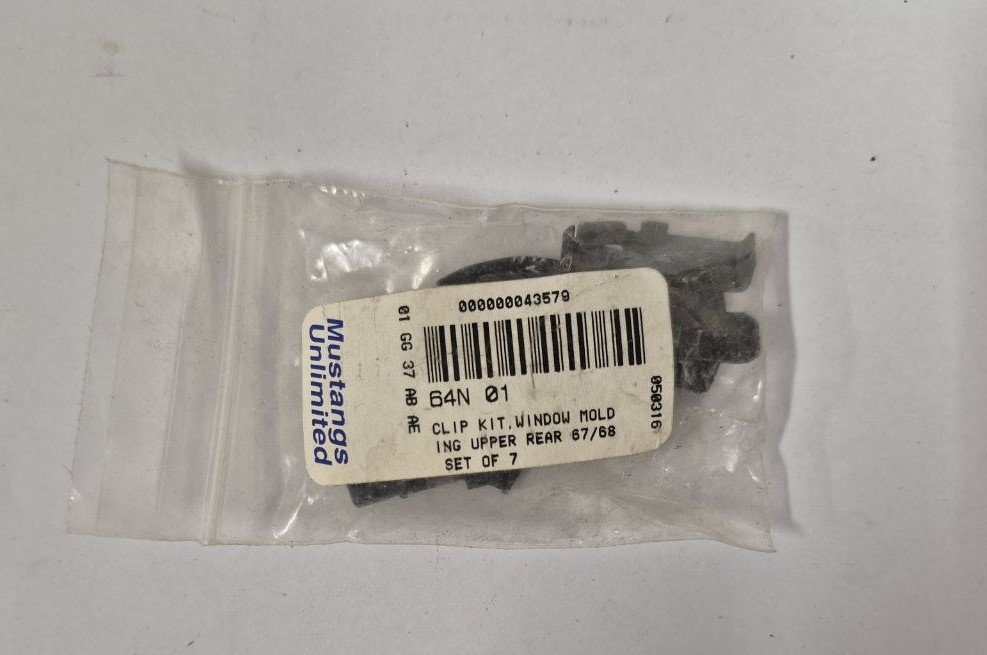 Mustangs
Unlimited
01 GG 37 AB AE
000000043579
64N 01
CLIP KIT,WINDOW MOLD
ING UPPER REAR 67/68
SET OF 7
050316